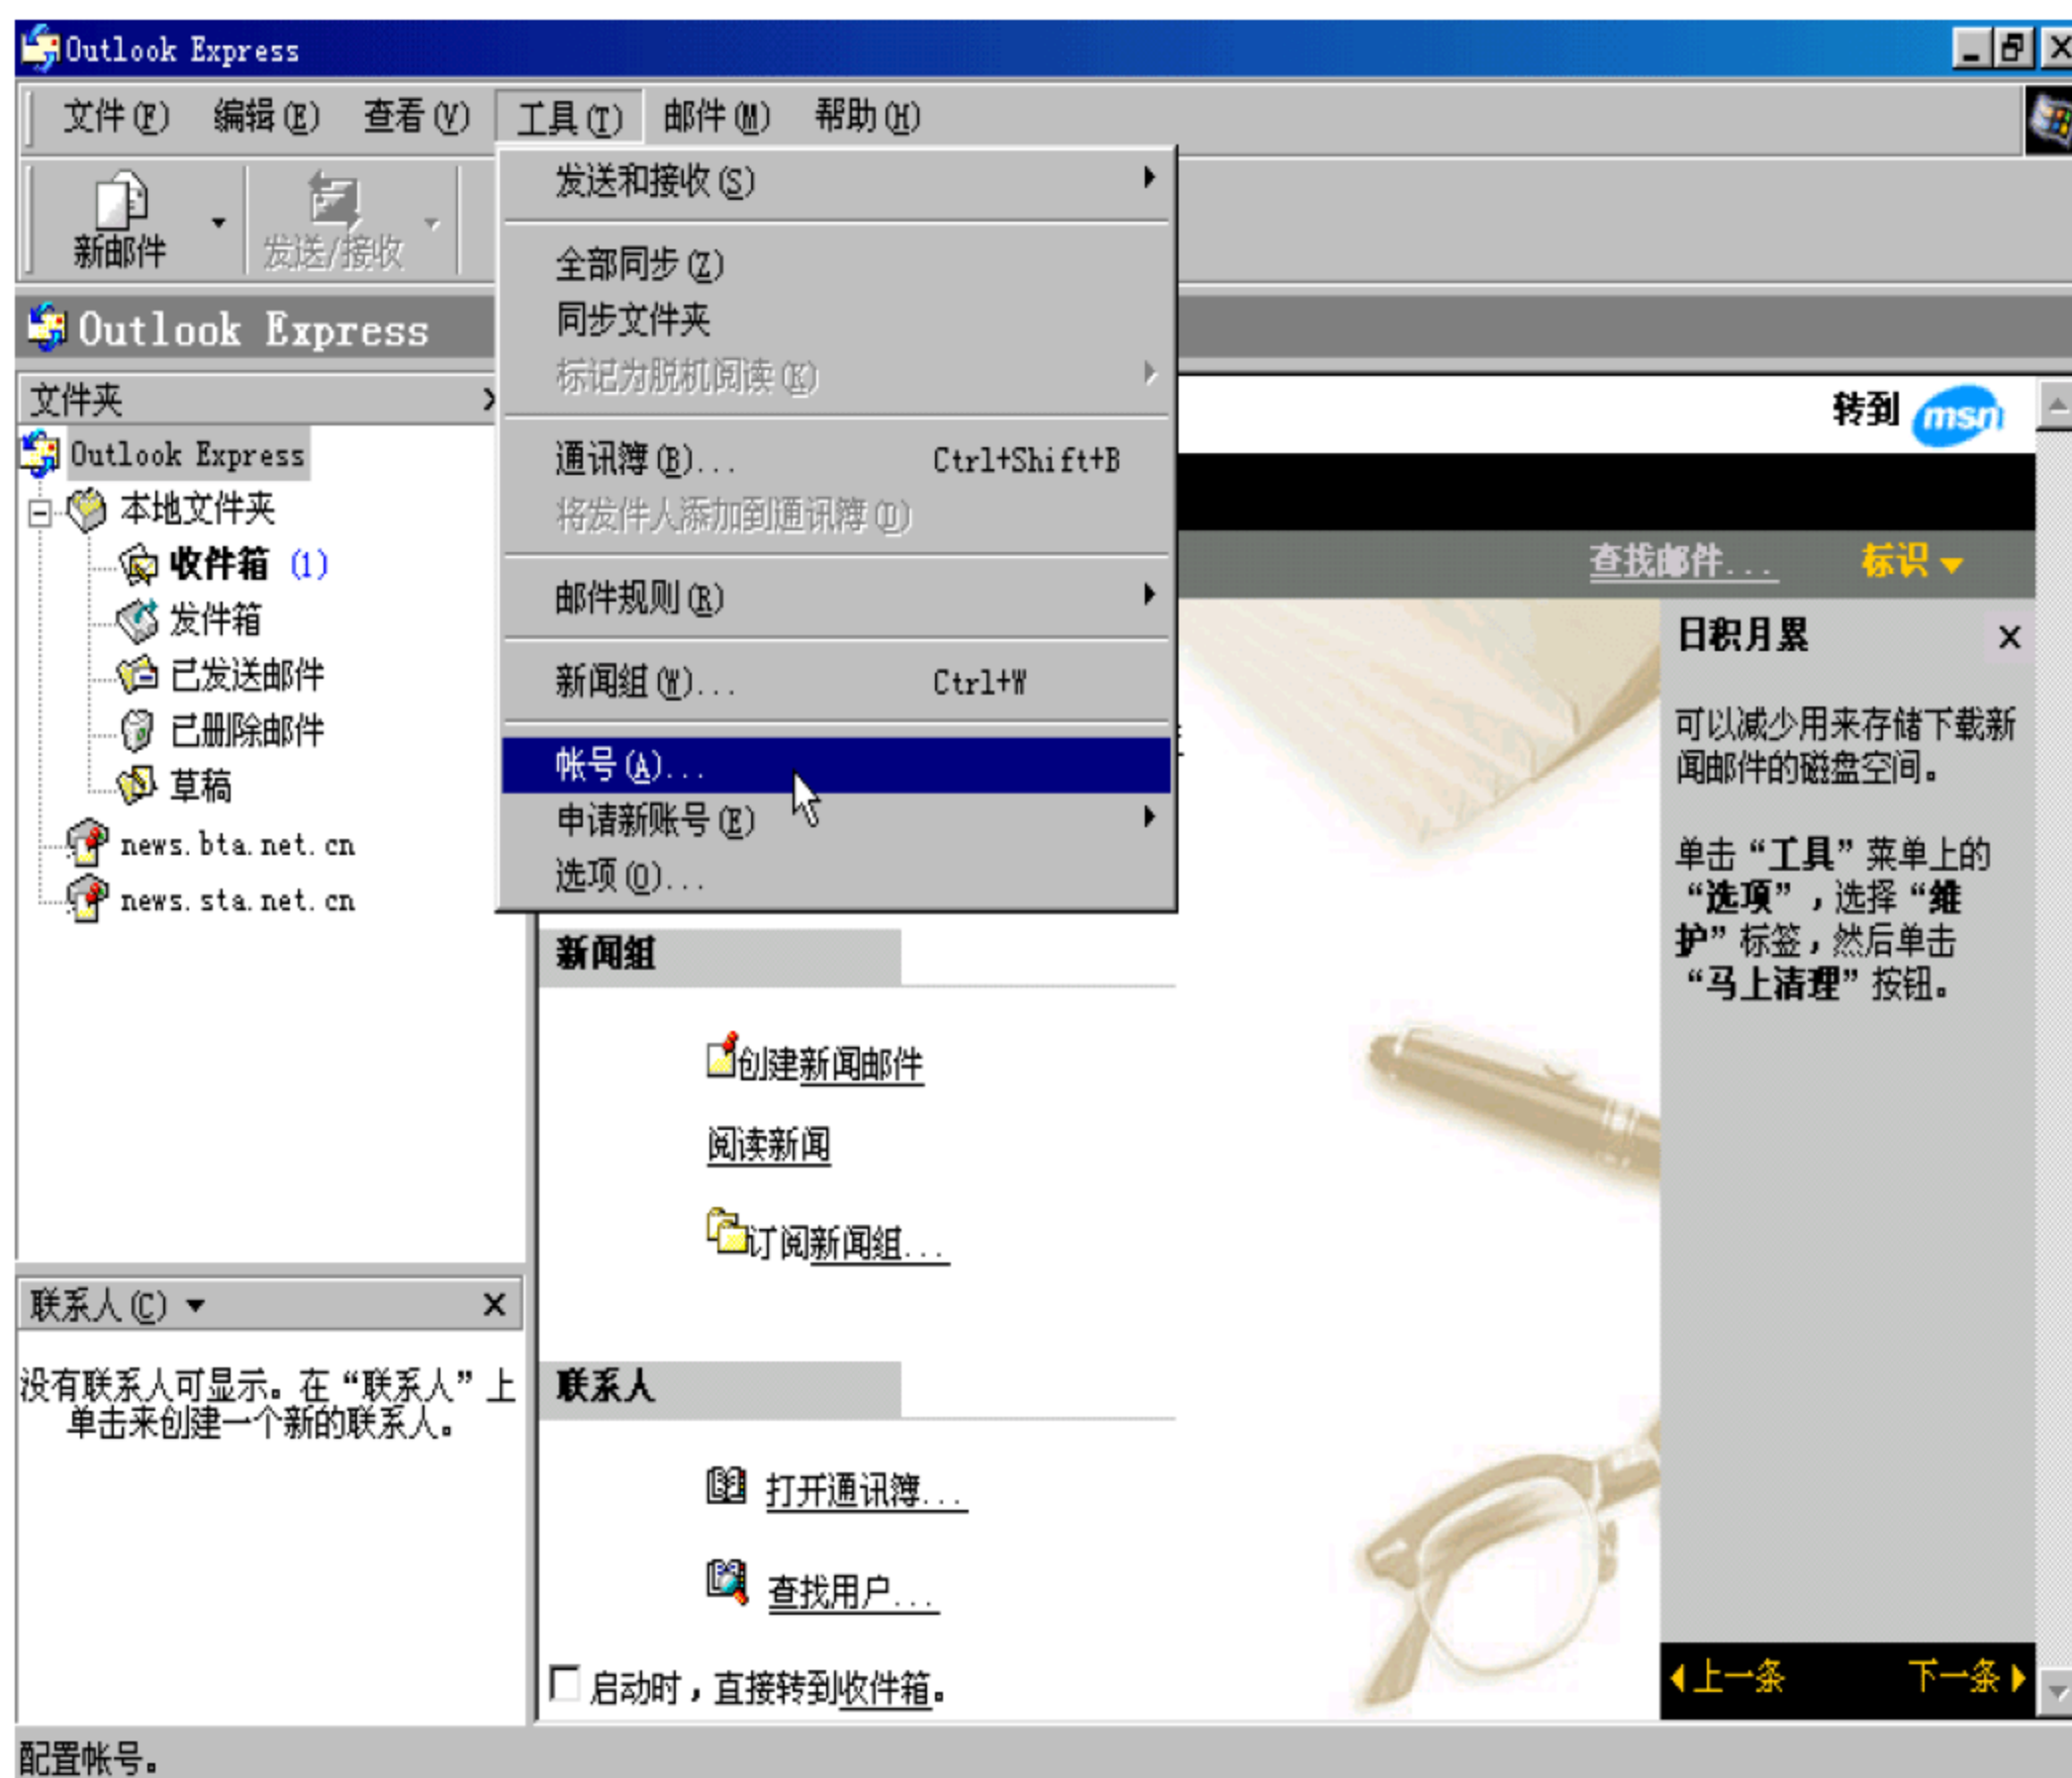 Outlook Express
文件(F) 编辑(E) 查看(V) 工具(T) 邮件(M) 帮助(H)
新邮件 发送/接收
发送和接收(S)
全部同步(Z)
同步文件夹
标记为脱机阅读(K)
通讯簿(B)... Ctrl+Shift+B
将发件人添加到通讯簿(D)
邮件规则(R)
新闻组(W)... Ctrl+W
帐号(A)...
申请新账号(E)
选项(O)...
Outlook Express
文件夹
Outlook Express
本地文件夹
收件箱 (1)
发件箱
已发送邮件
已删除邮件
草稿
news.bta.net.cn
news.sta.net.cn
联系人(C)
没有联系人可显示。在“联系人”上
单击来创建一个新的联系人。
转到 msn
查找邮件... 标识
新闻组
创建新闻邮件
阅读新闻
订阅新闻组...
联系人
打开通讯簿...
查找用户...
启动时，直接转到收件箱。
日积月累
可以减少用来存储下载新
闻邮件的磁盘空间。
单击“工具”菜单上的
“选项”，选择“维
护”标签，然后单击
“马上清理”按钮。
上一条 下一条
配置帐号。